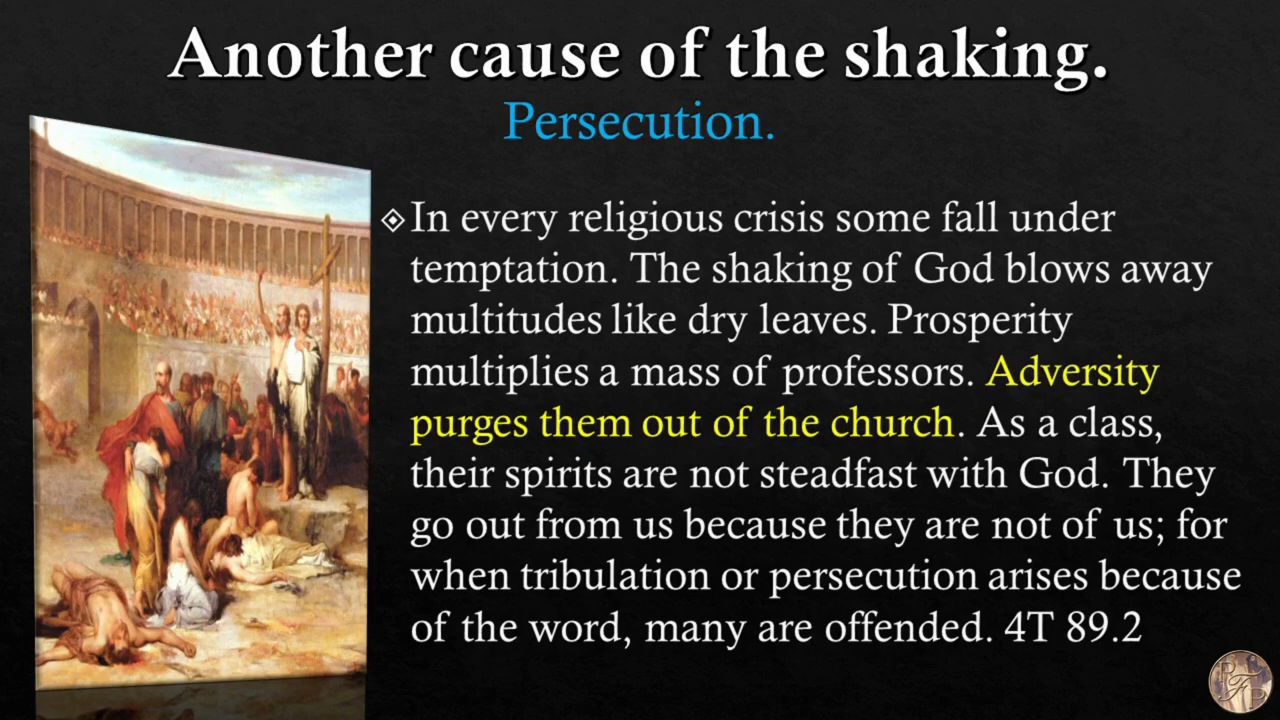 Another cause of the shaking.
Persecution.
In every religious crisis some fall under
temptation. The shaking of God blows away
multitudes like dry leaves. Prosperity
multiplies a mass of professors. Adversity
purges them out of the church. As a class,
their spirits are not steadfast with God. They
go out from us because they are not of us; for
when tribulation or persecution arises because
of the word, many are offended. 4T 89.2